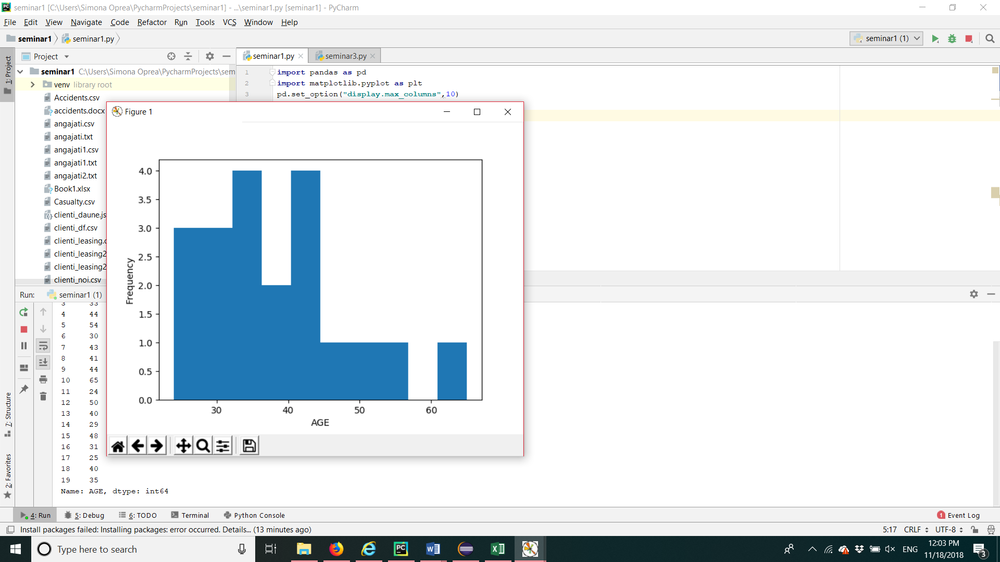 seminar1 [C:\Users\Simona Oprea\PycharmProjects\seminar1] - ...\seminar1.py [seminar1] - PyCharm
File Edit View Navigate Code Refactor Run Tools VCS Window Help
seminar1 seminar1.py seminar1 (1)
Project seminar1.py seminar3.py
1: Project
seminar1 C:\Users\Simona Oprea\PycharmProjects\sem
venv library root
Accidents.csv
accidents.docx
angajati.csv
angajati.txt
angajati1.csv
angajati1.txt
angajati2.txt
Book1.xlsx
Casualty.csv
clienti_daune.js
clienti_df.csv
clienti_leasing.c
clienti_leasing2
clienti_leasing2
clienti_noi.csv
1 import pandas as pd
2 import matplotlib.pyplot as plt
3 pd.set_option("display.max_columns",10)
Figure 1
4.0
3.5
3.0
2.5
2.0
1.5
1.0
0.5
0.0
Frequency
30 40 50 60
AGE
Run: seminar1 (1)
3 33
4 44
5 54
6 30
7 43
8 41
9 44
10 65
11 24
12 50
13 40
14 29
15 48
16 31
17 25
18 40
19 35
Name: AGE, dtype: int64
7: Structure
2: Favorites
4: Run 5: Debug 6: TODO Terminal Python Console 1 Event Log
Install packages failed: Installing packages: error occurred. Details... (13 minutes ago) 5:17 CRLF UTF-8
Type here to search
ENG
12:03 PM
11/18/2018
3